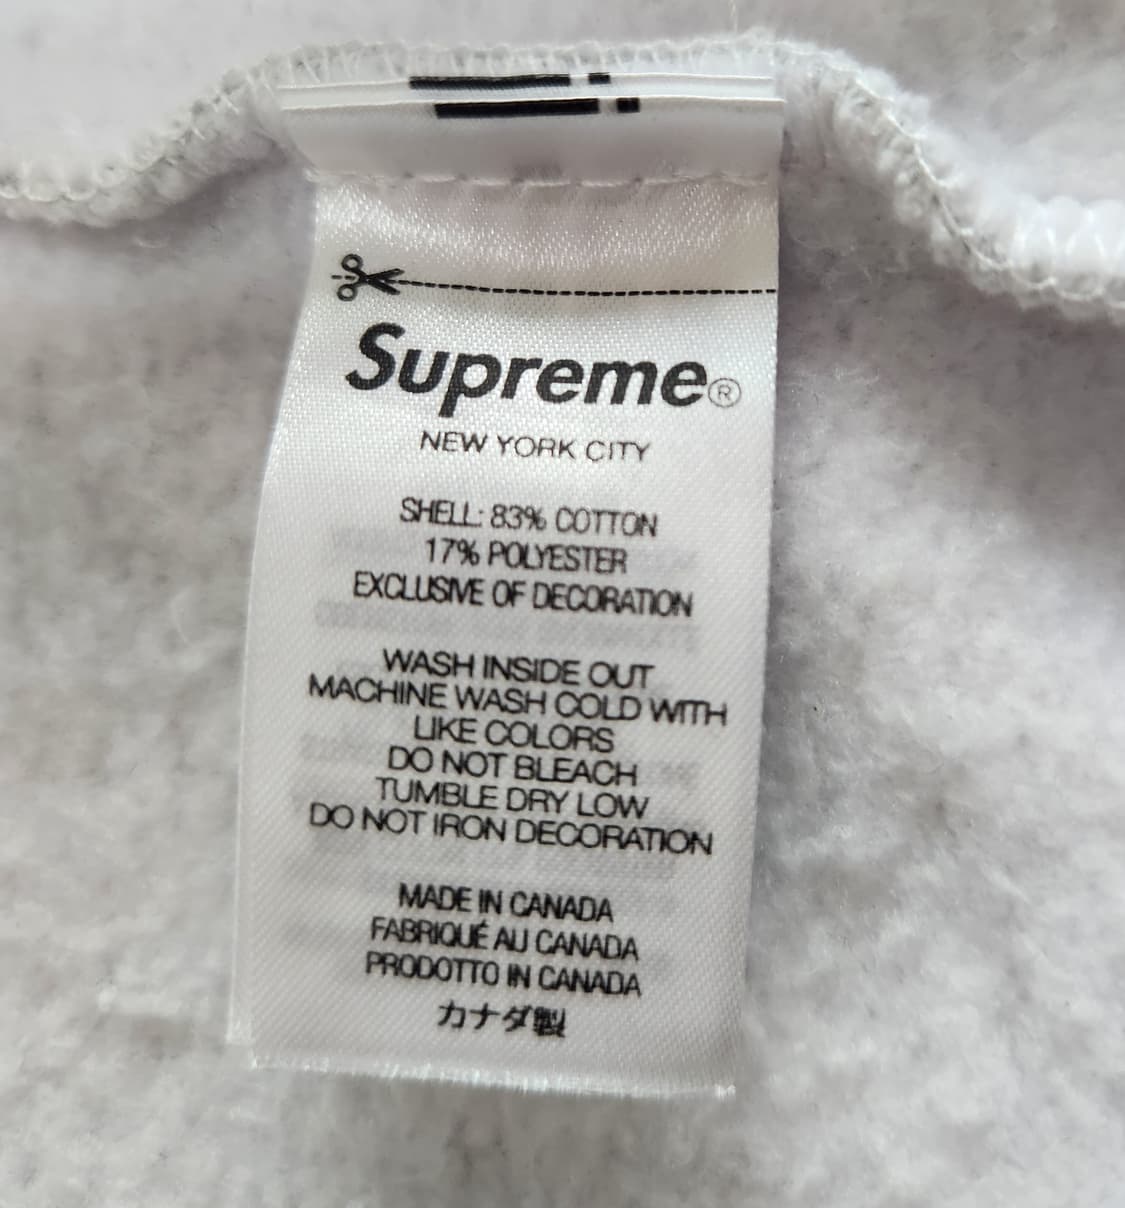 Supreme®
NEW YORK CITY
SHELL: 83% COTTON
17% POLYESTER
EXCLUSIVE OF DECORATION
WASH INSIDE OUT
MACHINE WASH COLD WITH
LIKE COLORS
DO NOT BLEACH
TUMBLE DRY LOW
DO NOT IRON DECORATION
MADE IN CANADA
FABRIQUÉ AU CANADA
PRODOTTO IN CANADA
カナダ製